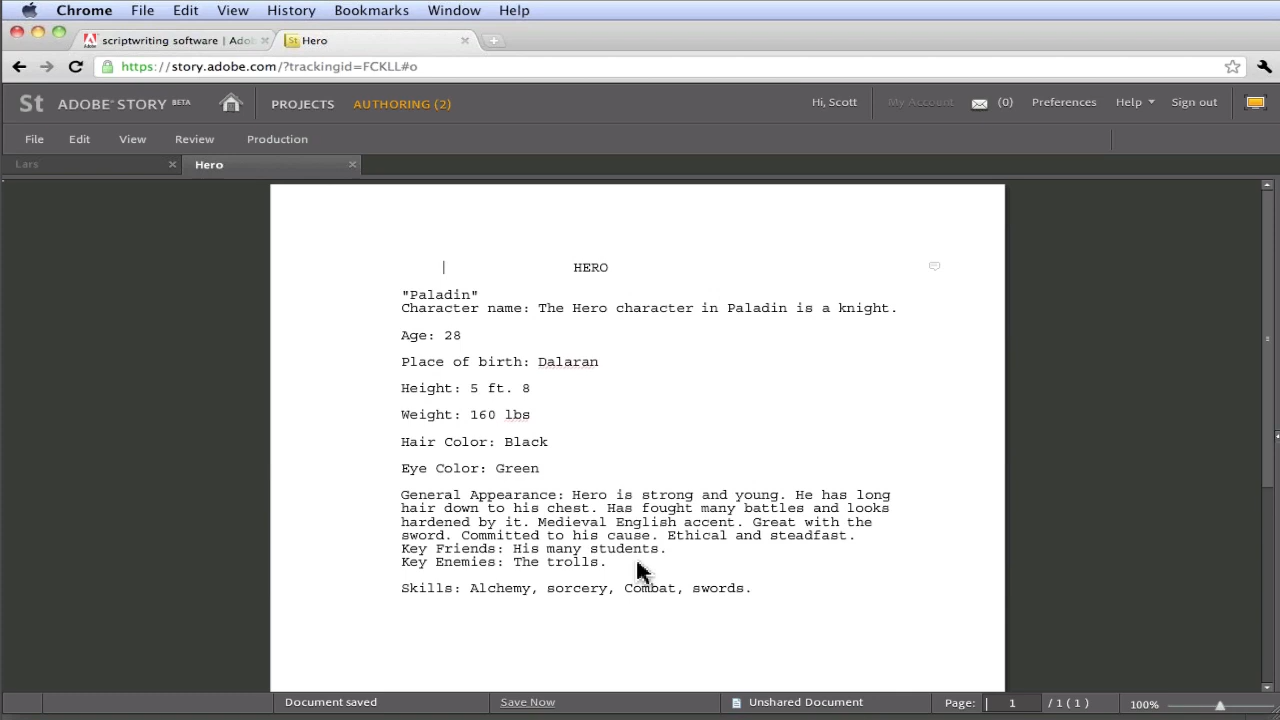 Chrome File Edit View History Bookmarks Window Help
scriptwriting software | Ado
St Hero
https://story.adobe.com/?trackingid=FCKLL#o
St ADOBE STORY BETA PROJECTS AUTHORING (2) Hi, Scott My Account (0) Preferences Help Sign out
File Edit View Review Production
Lars Hero
HERO
"Paladin"
Character name: The Hero character in Paladin is a knight.
Age: 28
Place of birth: Dalaran
Height: 5 ft. 8
Weight: 160 lbs
Hair Color: Black
Eye Color: Green
General Appearance: Hero is strong and young. He has long
hair down to his chest. Has fought many battles and looks
hardened by it. Medieval English accent. Great with the
sword. Committed to his cause. Ethical and steadfast.
Key Friends: His many students.
Key Enemies: The trolls.
Skills: Alchemy, sorcery, Combat, swords.
Document saved Save Now Unshared Document Page: 1 / 1 ( 1 ) 100%